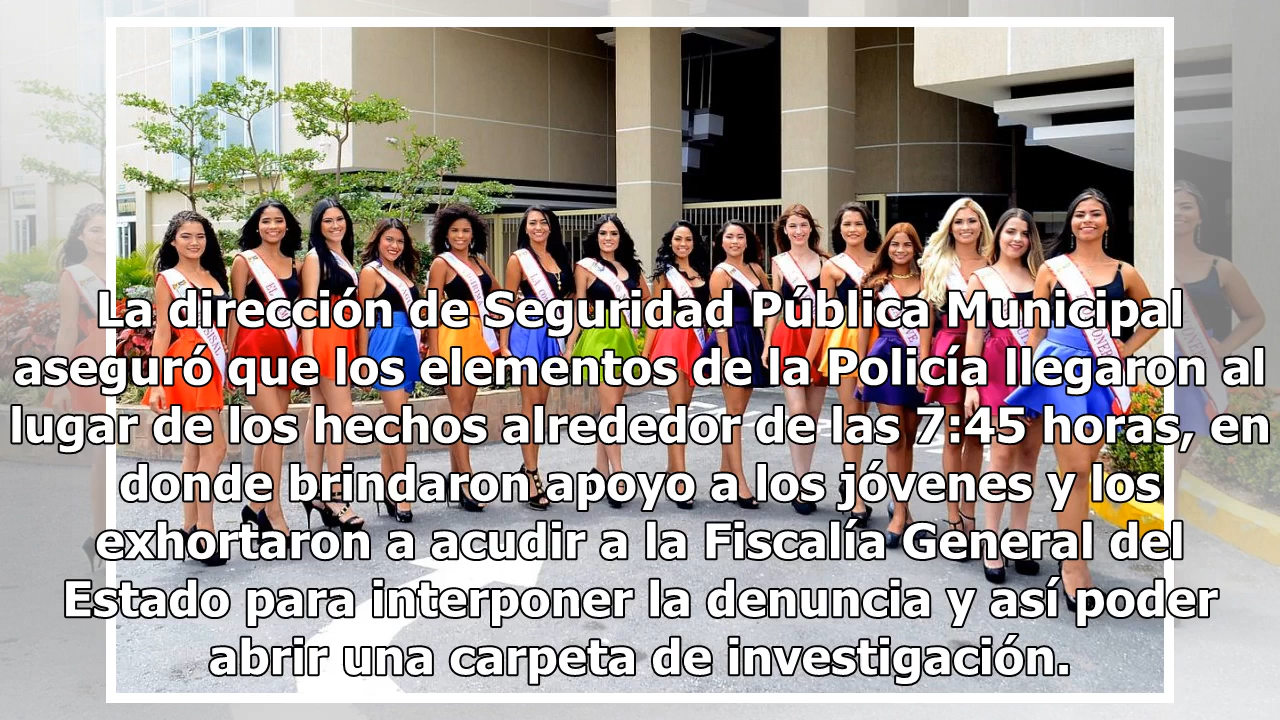 La dirección de Seguridad Pública Municipal
aseguró que los elementos de la Policía llegaron al
lugar de los hechos alrededor de las 7:45 horas, en
donde brindaron apoyo a los jóvenes y los
exhortaron a acudir a la Fiscalía General del
Estado para interponer la denuncia y así poder
abrir una carpeta de investigación.